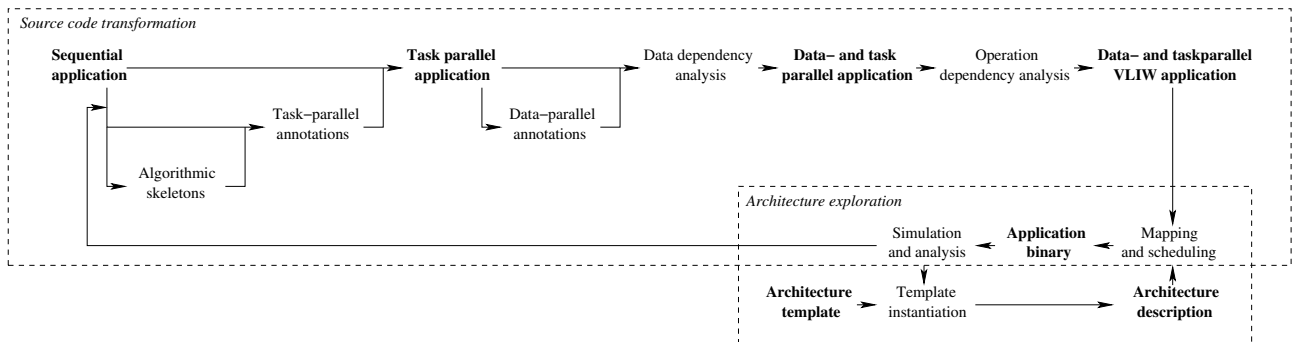 Source code transformation
Sequential
application
Task parallel
application
Data dependency
analysis
Data− and task
parallel application
Operation
dependency analysis
Data− and taskparallel
VLIW application
Task−parallel
annotations
Data−parallel
annotations
Algorithmic
skeletons
Architecture exploration
Simulation
and analysis
Application
binary
Mapping
and scheduling
Architecture
template
Template
instantiation
Architecture
description